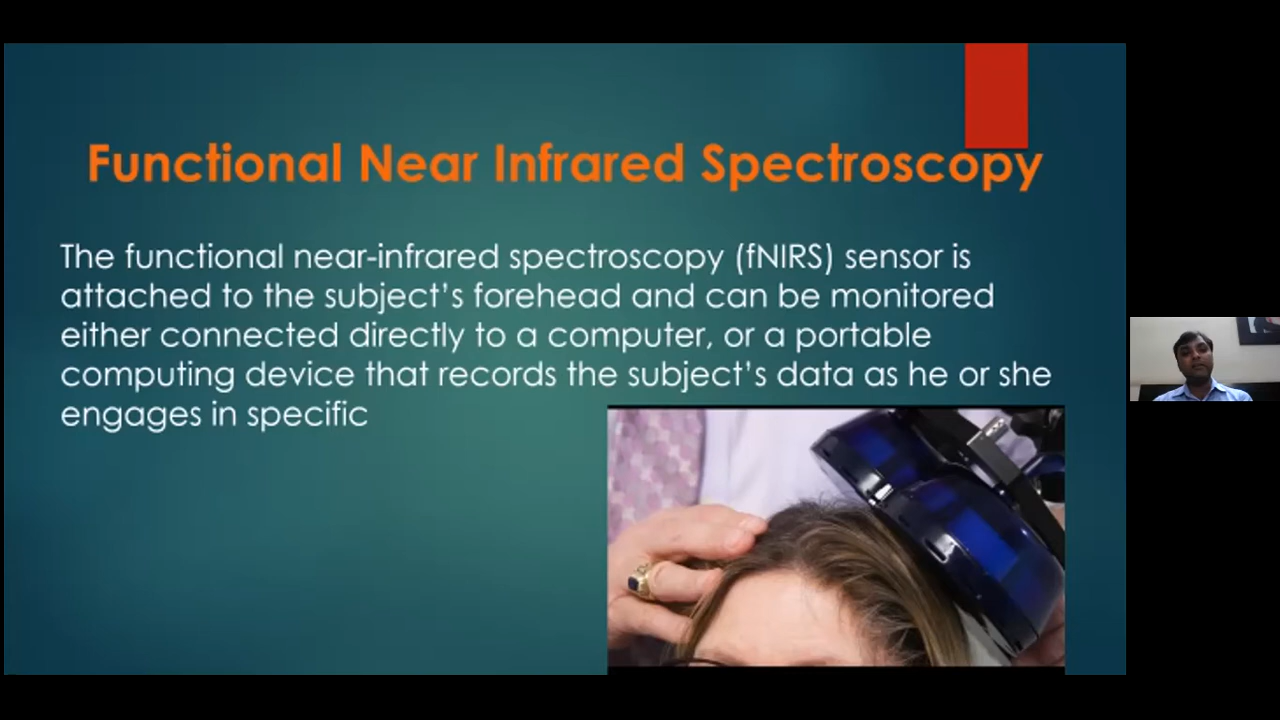 Functional Near Infrared Spectroscopy
The functional near-infrared spectroscopy (fNIRS) sensor is
attached to the subject's forehead and can be monitored
either connected directly to a computer, or a portable
computing device that records the subject's data as he or she
engages in specific